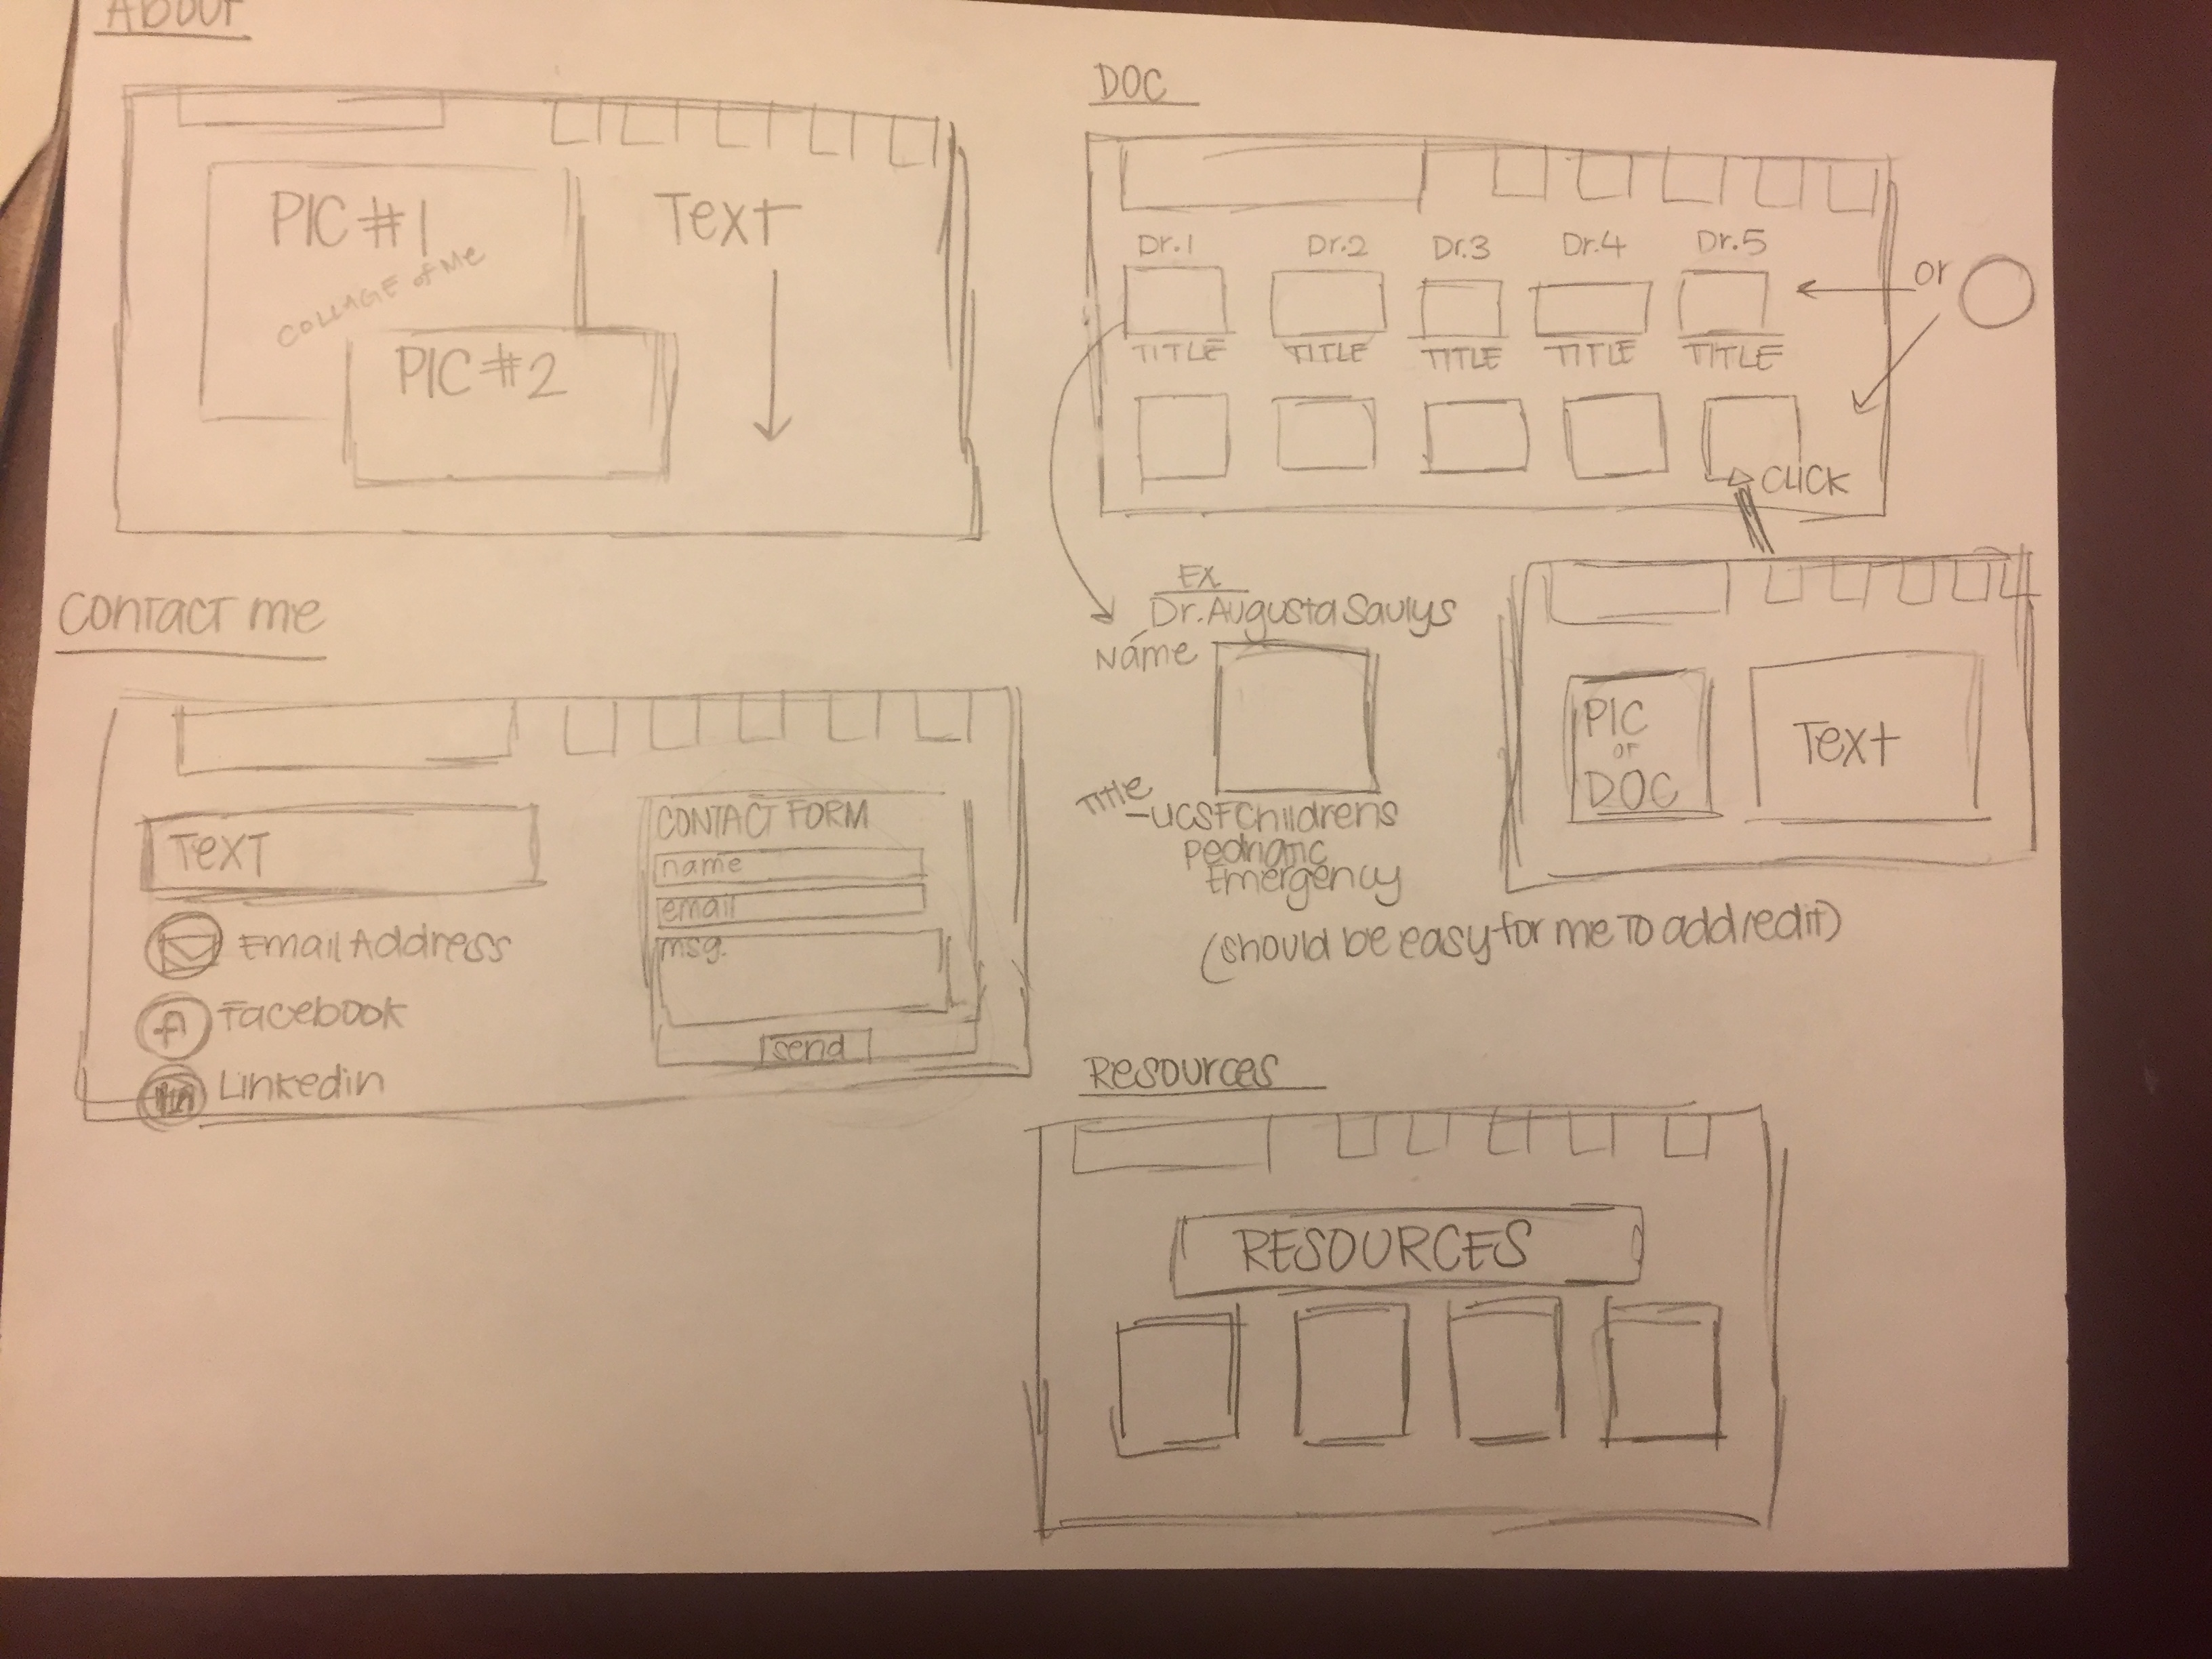 About
PIC #1
COLLAGE of Me
PIC #2
Text
Contact me
TEXT
Email Address
f Facebook
in Linkedin
CONTACT FORM
name
email
msg.
send
DOC
Dr.1 Dr.2 Dr.3 Dr.4 Dr.5
or
TITLE TITLE TITLE TITLE TITLE
CLICK
EX
Dr. Augusta Saulys
Name
Title
-UCSF Childrens
Pedriatic
Emergency
PIC
of
DOC
Text
(should be easy for me to add/edit)
Resources
RESOURCES